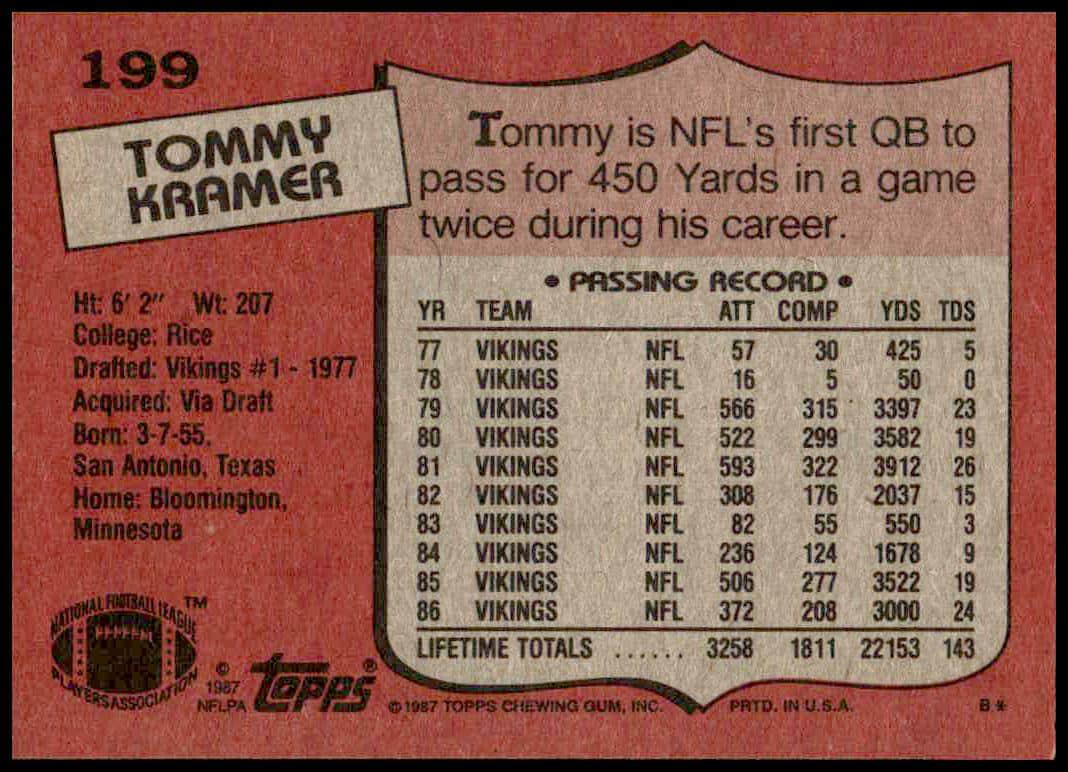 199
TOMMY
KRAMER
Ht: 6' 2" Wt: 207
College: Rice
Drafted: Vikings #1 - 1977
Acquired: Via Draft
Born: 3-7-55.
San Antonio, Texas
Home: Bloomington,
Minnesota
NATIONAL FOOTBALL LEAGUE
PLAYERS ASSOCIATION
TM
©
1987
NFLPA
topps®
Tommy is NFL's first QB to
pass for 450 Yards in a game
twice during his career.
• PASSING RECORD •
YR TEAM ATT COMP YDS TDS
77 VIKINGS NFL 57 30 425 5
78 VIKINGS NFL 16 5 50 0
79 VIKINGS NFL 566 315 3397 23
80 VIKINGS NFL 522 299 3582 19
81 VIKINGS NFL 593 322 3912 26
82 VIKINGS NFL 308 176 2037 15
83 VIKINGS NFL 82 55 550 3
84 VIKINGS NFL 236 124 1678 9
85 VIKINGS NFL 506 277 3522 19
86 VIKINGS NFL 372 208 3000 24
LIFETIME TOTALS ...... 3258 1811 22153 143
©1987 TOPPS CHEWING GUM, INC. PRTD. IN U.S.A. B*